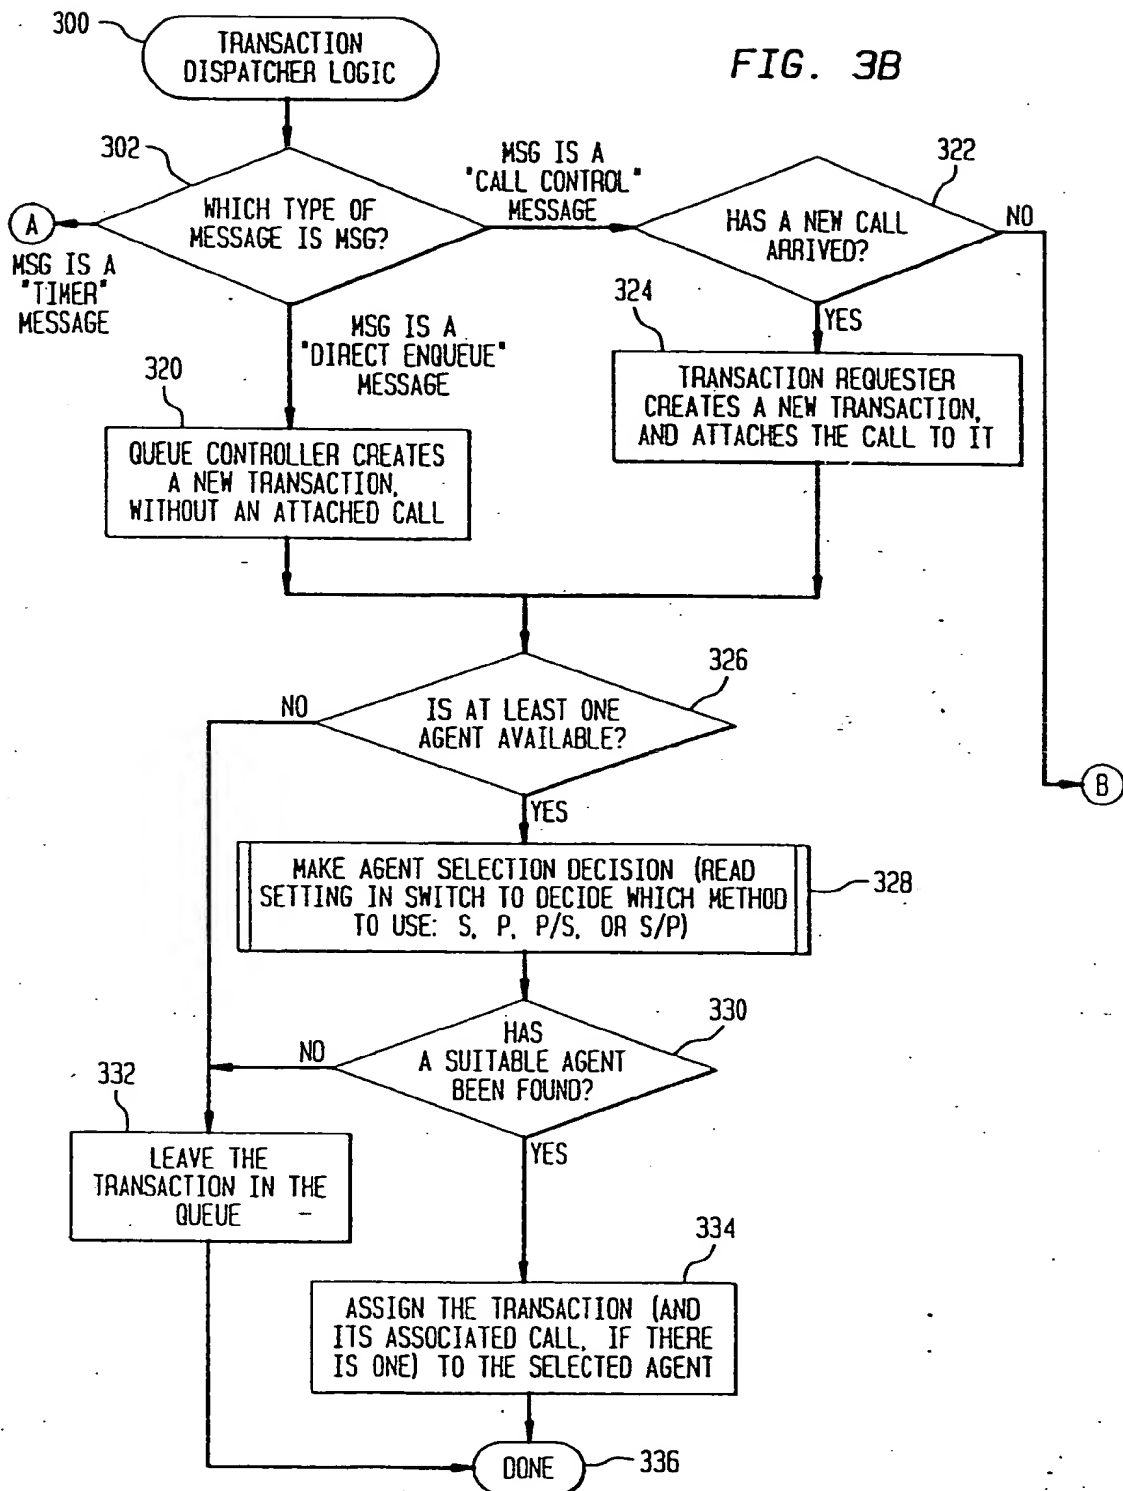 300
TRANSACTION
DISPATCHER LOGIC
FIG. 3B
302
WHICH TYPE OF
MESSAGE IS MSG?
A
MSG IS A
"TIMER"
MESSAGE
MSG IS A
"CALL CONTROL"
MESSAGE
322
HAS A NEW CALL
ARRIVED?
NO
324
YES
MSG IS A
"DIRECT ENQUEUE"
MESSAGE
320
TRANSACTION REQUESTER
CREATES A NEW TRANSACTION,
AND ATTACHES THE CALL TO IT
QUEUE CONTROLLER CREATES
A NEW TRANSACTION,
WITHOUT AN ATTACHED CALL
326
NO
IS AT LEAST ONE
AGENT AVAILABLE?
B
YES
MAKE AGENT SELECTION DECISION (READ
SETTING IN SWITCH TO DECIDE WHICH METHOD
TO USE: S, P, P/S, OR S/P)
328
330
HAS
A SUITABLE AGENT
BEEN FOUND?
NO
332
YES
LEAVE THE
TRANSACTION IN THE
QUEUE
334
ASSIGN THE TRANSACTION (AND
ITS ASSOCIATED CALL, IF THERE
IS ONE) TO THE SELECTED AGENT
DONE
336